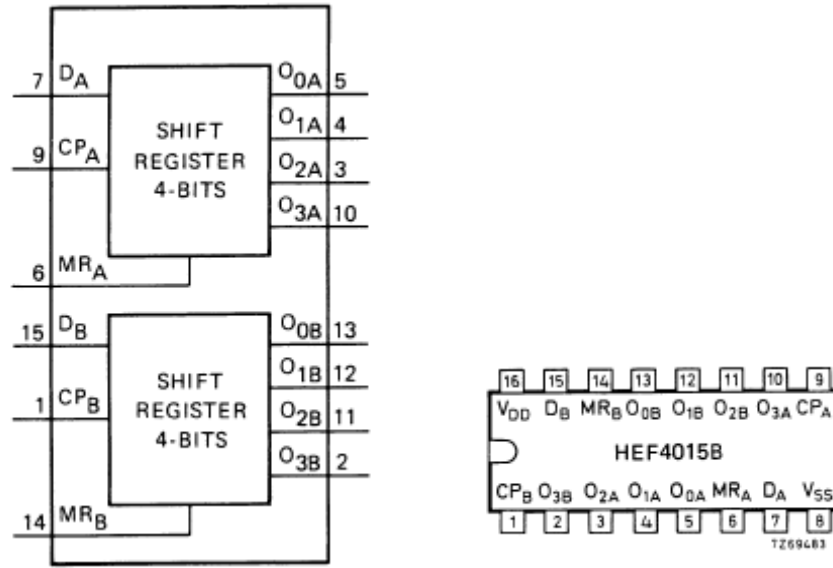 7 DA O0A 5
9 CPA O1A 4
SHIFT
REGISTER
4-BITS
O2A 3
O3A 10
6 MRA
15 DB O0B 13
1 CPB O1B 12
SHIFT
REGISTER
4-BITS
O2B 11
O3B 2
14 MRB
16 15 14 13 12 11 10 9
VDD DB MRB O0B O1B O2B O3A CPA
HEF4015B
CPB O3B O2A O1A O0A MRA DA VSS
1 2 3 4 5 6 7 8
7Z69483